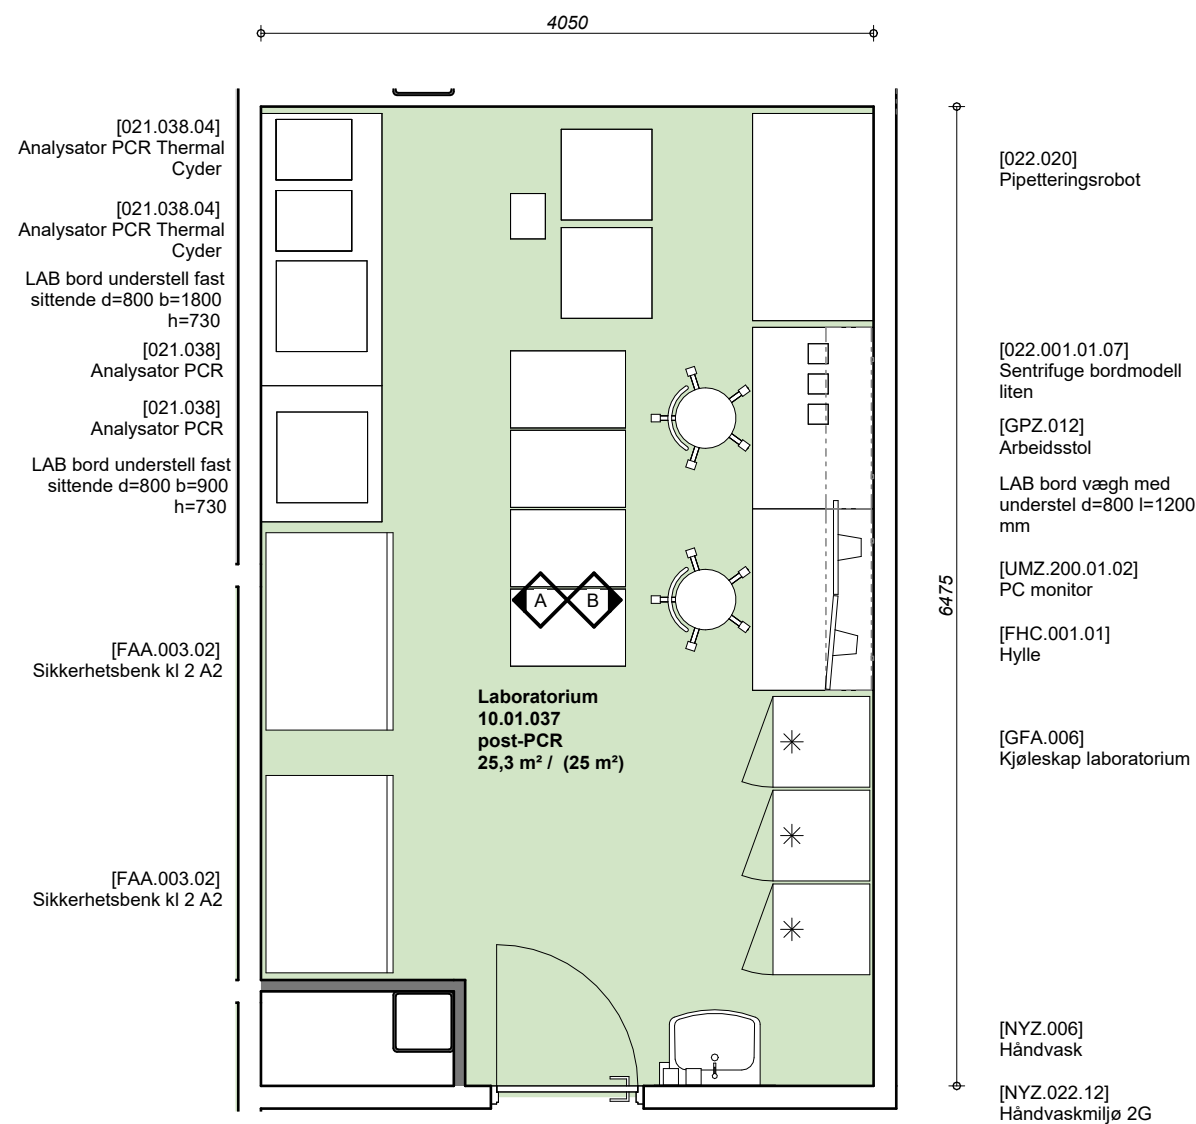 4050
[021.038.04]
Analysator PCR Thermal
Cyder
[021.038.04]
Analysator PCR Thermal
Cyder
LAB bord understell fast
sittende d=800 b=1800
h=730
[021.038]
Analysator PCR
[021.038]
Analysator PCR
LAB bord understell fast
sittende d=800 b=900
h=730
[FAA.003.02]
Sikkerhetsbenk kl 2 A2
[FAA.003.02]
Sikkerhetsbenk kl 2 A2
A B
Laboratorium
10.01.037
post-PCR
25,3 m² / (25 m²)
6475
[022.020]
Pipetteringsrobot
[022.001.01.07]
Sentrifuge bordmodell
liten
[GPZ.012]
Arbeidsstol
LAB bord vægh med
understel d=800 l=1200
mm
[UMZ.200.01.02]
PC monitor
[FHC.001.01]
Hylle
[GFA.006]
Kjøleskap laboratorium
[NYZ.006]
Håndvask
[NYZ.022.12]
Håndvaskmiljø 2G